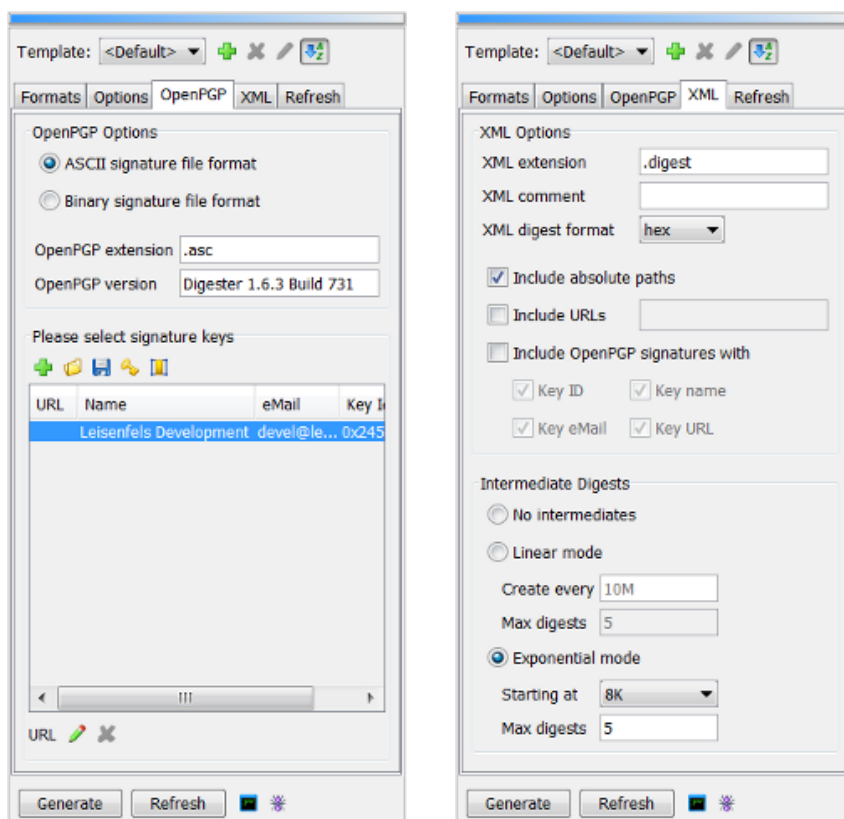 Template: <Default>
Formats Options OpenPGP XML Refresh
OpenPGP Options
ASCII signature file format
Binary signature file format
OpenPGP extension .asc
OpenPGP version Digester 1.6.3 Build 731
Please select signature keys
URL Name eMail Key
Leisenfels Development devel@le... 0x245
URL
Generate Refresh
Template: <Default>
Formats Options OpenPGP XML Refresh
XML Options
XML extension .digest
XML comment
XML digest format hex
Include absolute paths
Include URLs
Include OpenPGP signatures with
Key ID Key name
Key eMail Key URL
Intermediate Digests
No intermediates
Linear mode
Create every 10M
Max digests 5
Exponential mode
Starting at 8K
Max digests 5
Generate Refresh